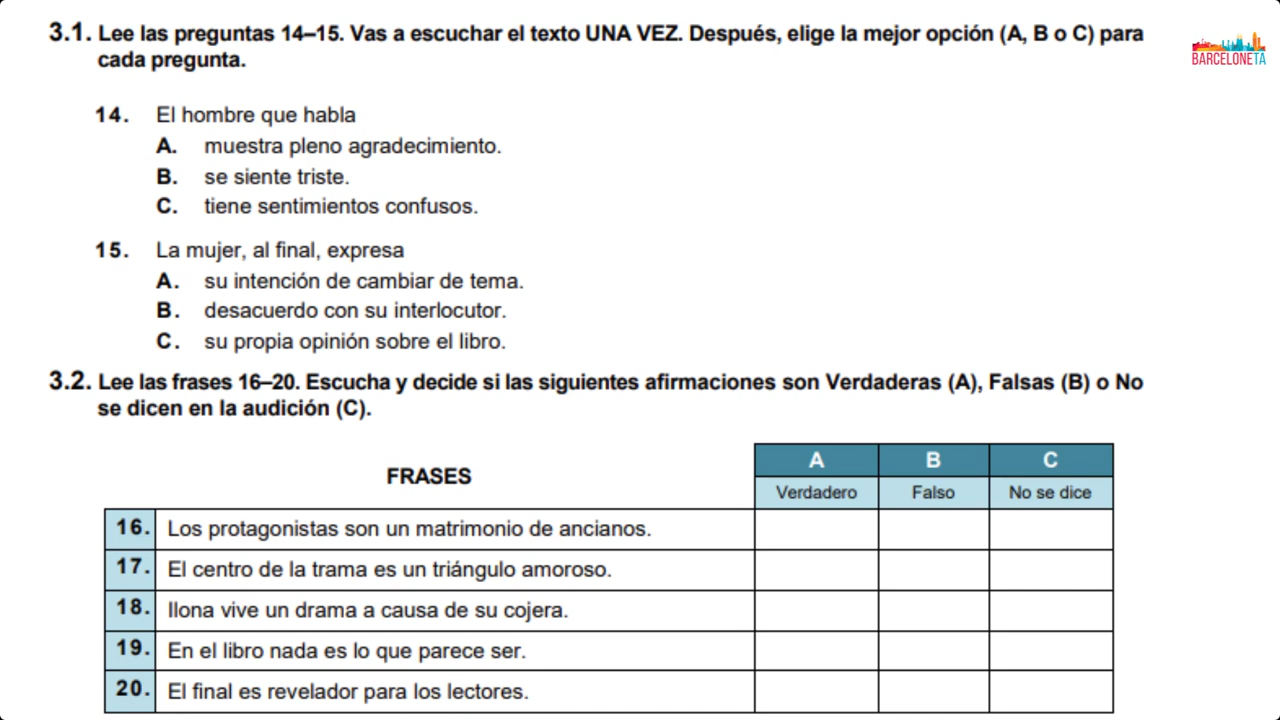 3.1. Lee las preguntas 14–15. Vas a escuchar el texto UNA VEZ. Después, elige la mejor opción (A, B o C) para
cada pregunta.
BARCELONETA
14. El hombre que habla
A. muestra pleno agradecimiento.
B. se siente triste.
C. tiene sentimientos confusos.
15. La mujer, al final, expresa
A. su intención de cambiar de tema.
B. desacuerdo con su interlocutor.
C. su propia opinión sobre el libro.
3.2. Lee las frases 16–20. Escucha y decide si las siguientes afirmaciones son Verdaderas (A), Falsas (B) o No
se dicen en la audición (C).
FRASES
A B C
Verdadero Falso No se dice
16. Los protagonistas son un matrimonio de ancianos.
17. El centro de la trama es un triángulo amoroso.
18. Ilona vive un drama a causa de su cojera.
19. En el libro nada es lo que parece ser.
20. El final es revelador para los lectores.